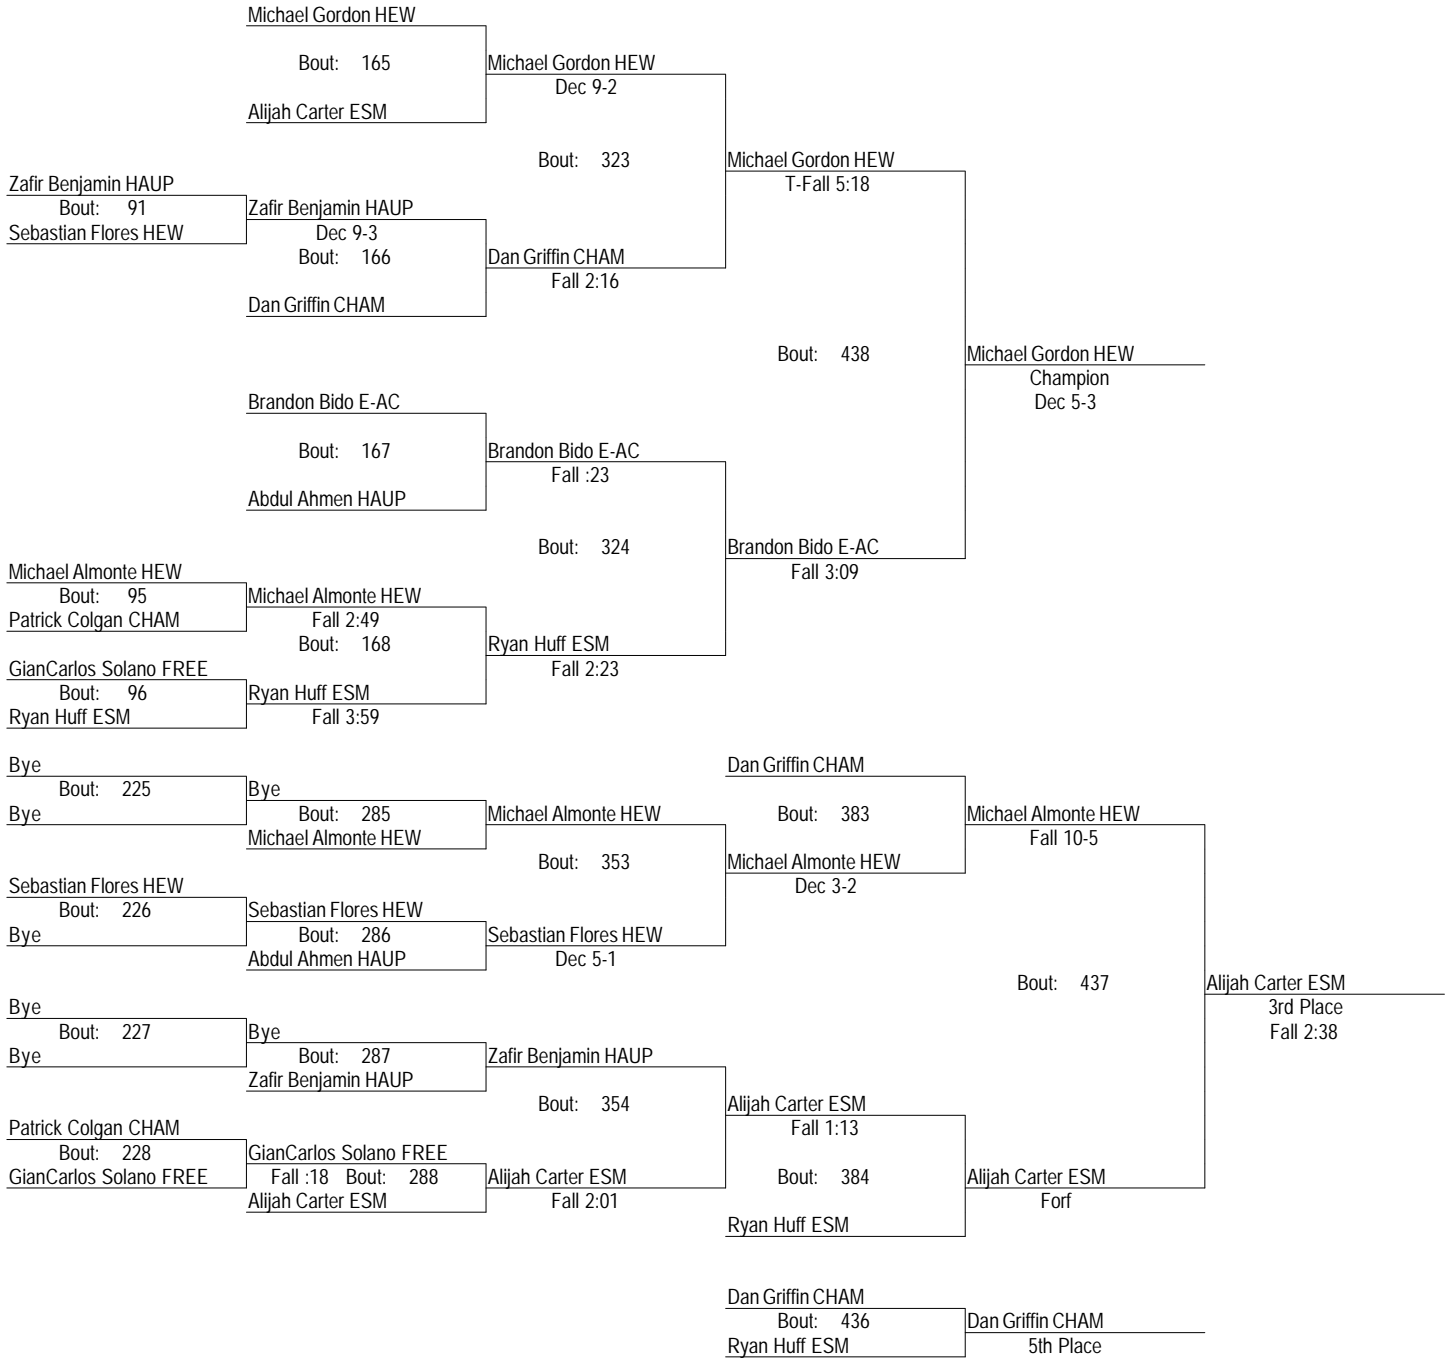 Michael Gordon HEW
Bout: 165
Michael Gordon HEW
Dec 9-2
Alijah Carter ESM
Bout: 323
Michael Gordon HEW
T-Fall 5:18
Zafir Benjamin HAUP
Bout: 91
Sebastian Flores HEW
Zafir Benjamin HAUP
Dec 9-3
Bout: 166
Dan Griffin CHAM
Fall 2:16
Dan Griffin CHAM
Bout: 438
Michael Gordon HEW
Champion
Dec 5-3
Brandon Bido E-AC
Bout: 167
Brandon Bido E-AC
Fall :23
Abdul Ahmen HAUP
Bout: 324
Brandon Bido E-AC
Fall 3:09
Michael Almonte HEW
Bout: 95
Patrick Colgan CHAM
Michael Almonte HEW
Fall 2:49
Bout: 168
Ryan Huff ESM
Fall 2:23
GianCarlos Solano FREE
Bout: 96
Ryan Huff ESM
Ryan Huff ESM
Fall 3:59
Bye
Bout: 225
Bye
Bye
Bout: 285
Michael Almonte HEW
Michael Almonte HEW
Bout: 353
Dan Griffin CHAM
Bout: 383
Michael Almonte HEW
Dec 3-2
Michael Almonte HEW
Fall 10-5
Sebastian Flores HEW
Bout: 226
Bye
Sebastian Flores HEW
Bout: 286
Abdul Ahmen HAUP
Sebastian Flores HEW
Dec 5-1
Bout: 437
Alijah Carter ESM
3rd Place
Fall 2:38
Bye
Bout: 227
Bye
Bye
Bout: 287
Zafir Benjamin HAUP
Zafir Benjamin HAUP
Bout: 354
Alijah Carter ESM
Fall 1:13
Patrick Colgan CHAM
Bout: 228
GianCarlos Solano FREE
GianCarlos Solano FREE
Fall :18 Bout: 288
Alijah Carter ESM
Alijah Carter ESM
Fall 2:01
Bout: 384
Ryan Huff ESM
Alijah Carter ESM
Forf
Dan Griffin CHAM
Bout: 436
Ryan Huff ESM
Dan Griffin CHAM
5th Place